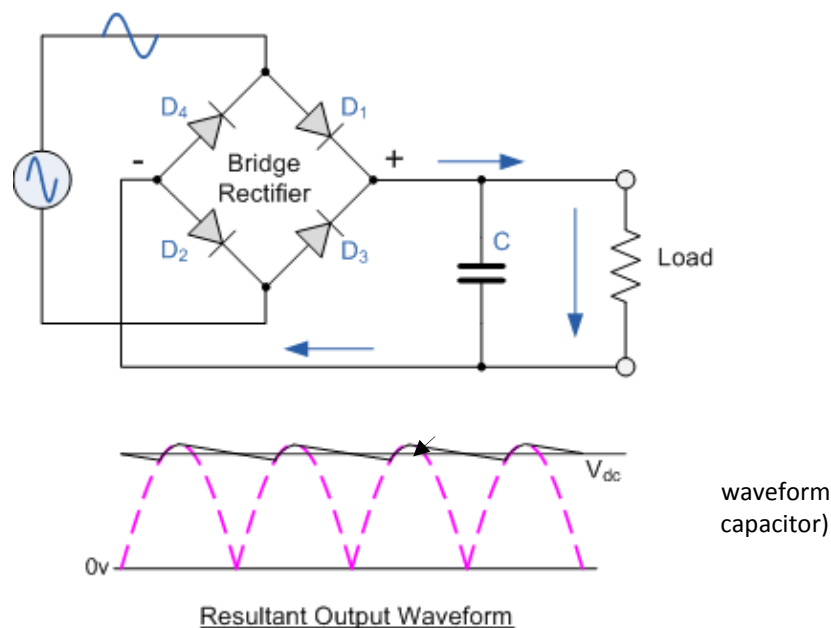 D4
D1
-
+
Bridge
Rectifier
D2
D3
C
Load
Vdc
waveform
capacitor)
0v
Resultant Output Waveform